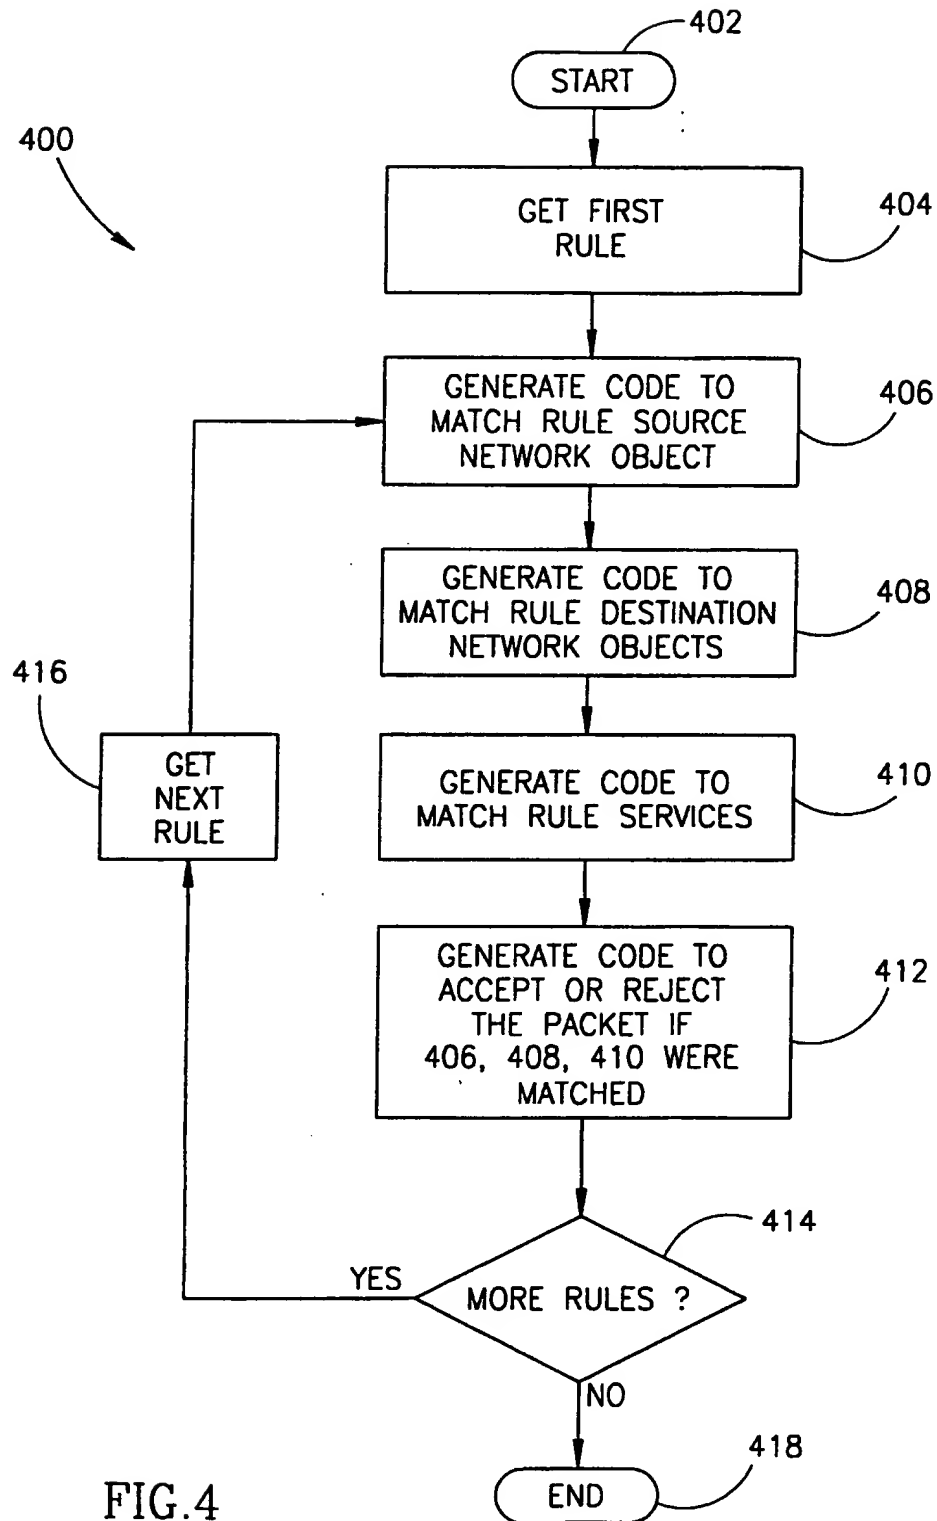 402
START
400
GET FIRST
RULE
404
GENERATE CODE TO
MATCH RULE SOURCE
NETWORK OBJECT
406
GENERATE CODE TO
MATCH RULE DESTINATION
NETWORK OBJECTS
408
416
GET
NEXT
RULE
GENERATE CODE TO
MATCH RULE SERVICES
410
GENERATE CODE TO
ACCEPT OR REJECT
THE PACKET IF
406, 408, 410 WERE
MATCHED
412
414
YES
MORE RULES ?
NO
418
END
FIG.4